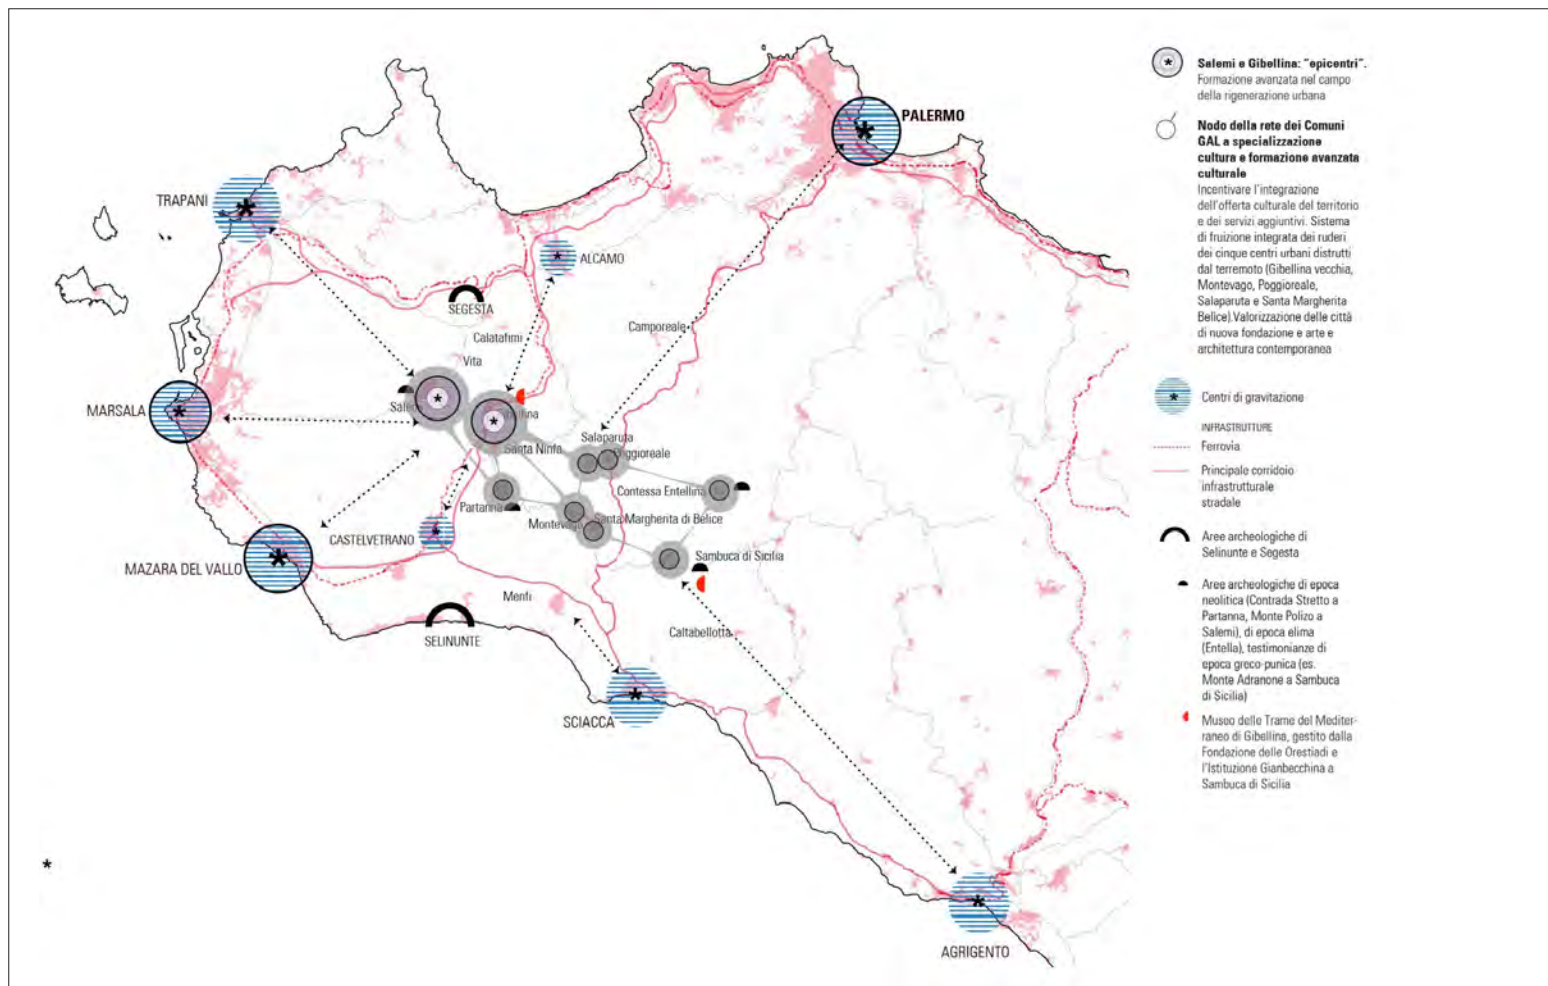 PALERMO
TRAPANI
ALCAMO
SEGESTA
Calatafimi
Camporeale
Vita
MARSALA
Salemi
Gibellina
Santa Ninfa
Salaparuta
Poggioreale
Contessa Entellina
Partanna
Montevago
Santa Margherita di Belice
CASTELVETRANO
MAZARA DEL VALLO
Sambuca di Sicilia
Menfi
SELINUNTE
Caltabellotta
SCIACCA
AGRIGENTO
*
Salemi e Gibellina: "epicentri".
Formazione avanzata nel campo
della rigenerazione urbana
Nodo della rete dei Comuni
GAL a specializzazione
cultura e formazione avanzata
culturale
Incentivare l'integrazione
dell'offerta culturale del territorio
e dei servizi aggiuntivi. Sistema
di fruizione integrata dei ruderi
dei cinque centri urbani distrutti
dal terremoto (Gibellina vecchia,
Montevago, Poggioreale,
Salaparuta e Santa Margherita
Belice).Valorizzazione delle città
di nuova fondazione e arte e
architettura contemporanea
Centri di gravitazione
INFRASTRUTTURE
Ferrovia
Principale corridoio
infrastrutturale
stradale
Aree archeologiche di
Selinunte e Segesta
Aree archeologiche di epoca
neolitica (Contrada Stretto a
Partanna, Monte Polizo a
Salemi), di epoca elima
(Entella), testimonianze di
epoca greco-punica (es.
Monte Adranone a Sambuca
di Sicilia)
Museo delle Trame del Mediter-
raneo di Gibellina, gestito dalla
Fondazione delle Orestiadi e
l'Istituzione Gianbecchina a
Sambuca di Sicilia